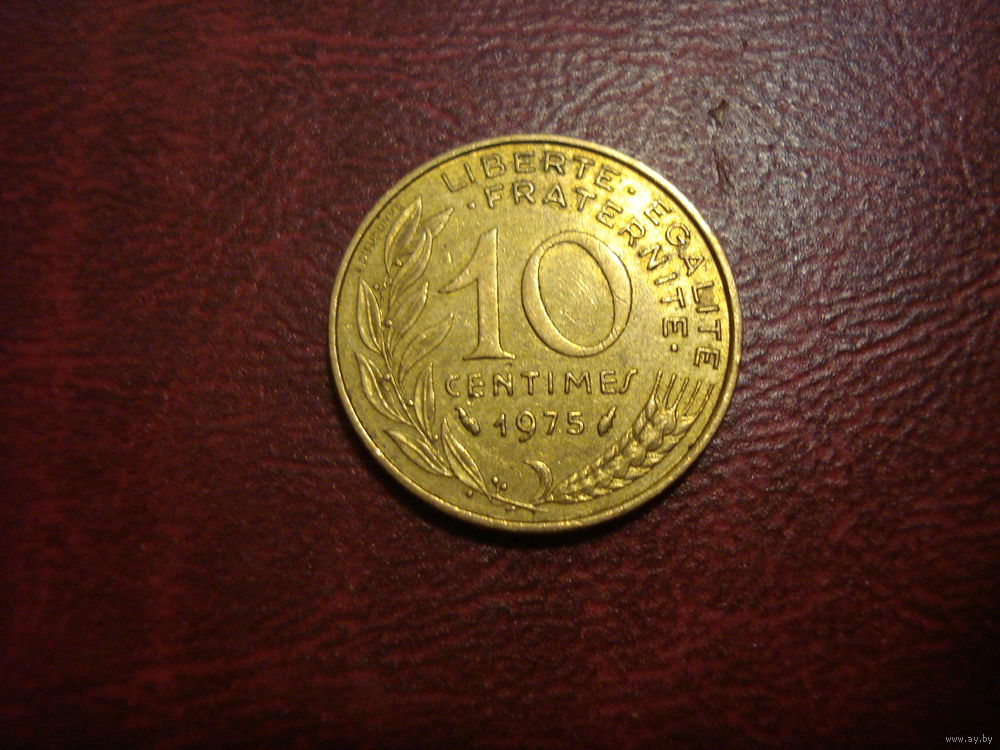 LIBERTE · EGALITE
· FRATERNITE ·
10
CENTIMES
1975
www.ay.by